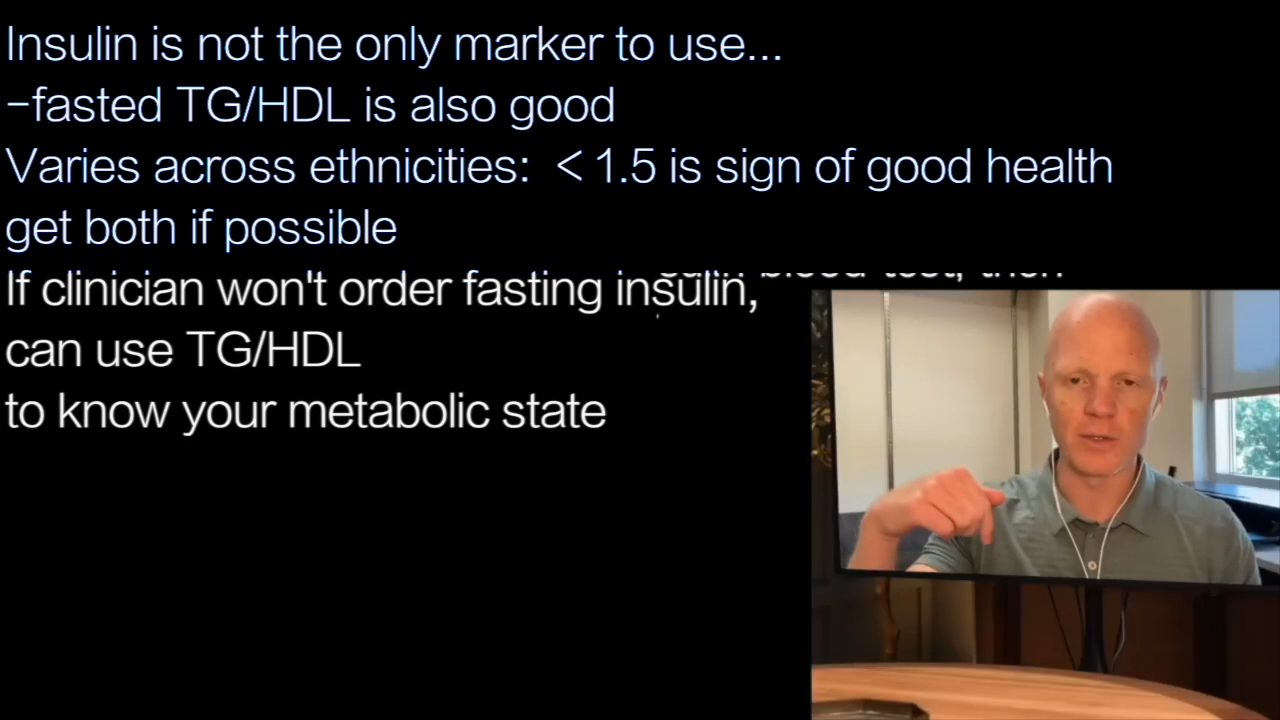 Insulin is not the only marker to use...
-fasted TG/HDL is also good
Varies across ethnicities:  < 1.5 is sign of good health
get both if possible
If clinician won't order fasting insulin,
can use TG/HDL
to know your metabolic state